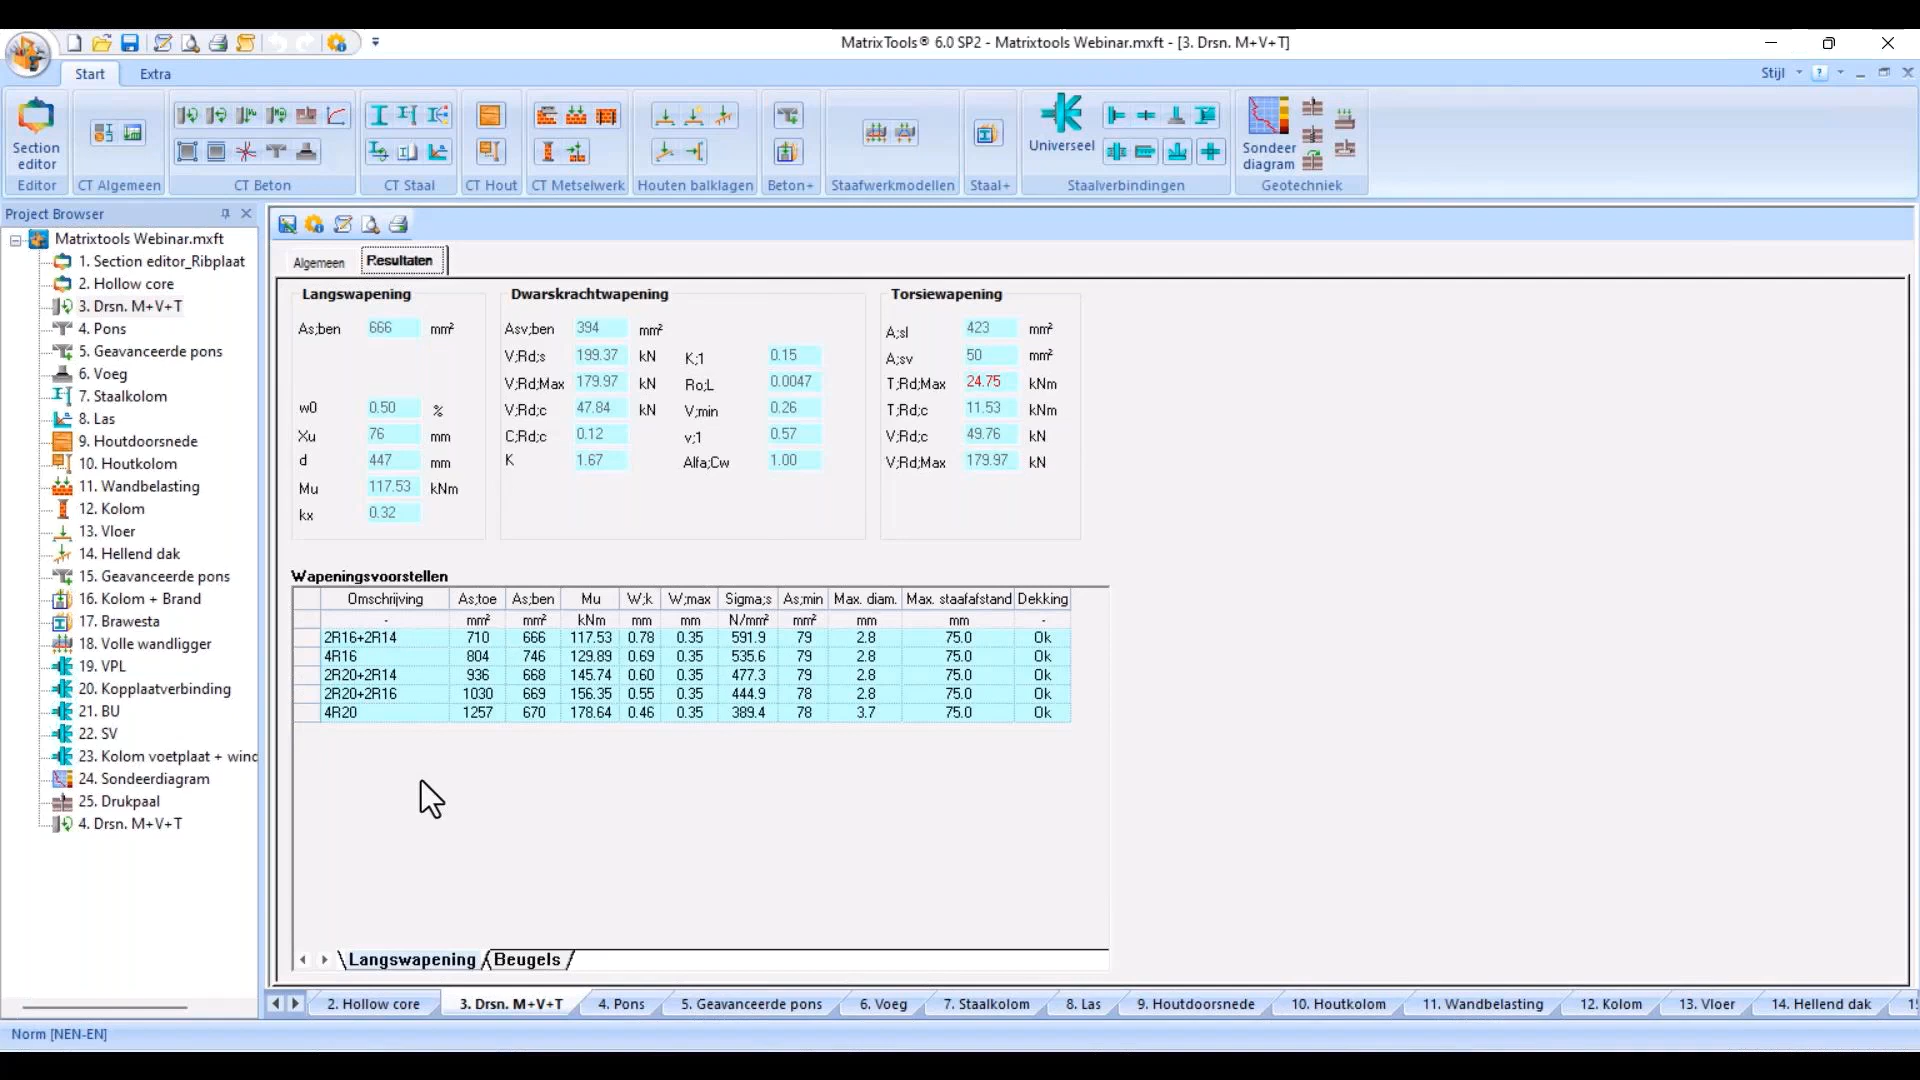 MatrixTools® 6.0 SP2 - Matrixtools Webinar.mxft - [3. Drsn. M+V+T]
Start Extra Stijl
Section editor Universeel Sondeer diagram
Editor CT Algemeen CT Beton CT Staal CT Hout CT Metselwerk Houten balklagen Beton+ Staafwerkmodellen Staal+ Staalverbindingen Geotechniek
Project Browser
Matrixtools Webinar.mxft
1. Section editor_Ribplaat
2. Hollow core
3. Drsn. M+V+T
4. Pons
5. Geavanceerde pons
6. Voeg
7. Staalkolom
8. Las
9. Houtdoorsnede
10. Houtkolom
11. Wandbelasting
12. Kolom
13. Vloer
14. Hellend dak
15. Geavanceerde pons
16. Kolom + Brand
17. Brawesta
18. Volle wandligger
19. VPL
20. Kopplaatverbinding
21. BU
22. SV
23. Kolom voetplaat + wind
24. Sondeerdiagram
25. Drukpaal
4. Drsn. M+V+T
Algemeen Resultaten
Langswapening
As;ben 666 mm²
w0 0.50 %
Xu 76 mm
d 447 mm
Mu 117.53 kNm
kx 0.32
Dwarskrachtwapening
Asv;ben 394 mm²
V;Rd;s 199.37 kN K;1 0.15
V;Rd;Max 179.97 kN Ro;L 0.0047
V;Rd;c 47.84 kN V;min 0.26
C;Rd;c 0.12 v;1 0.57
K 1.67 Alfa;Cw 1.00
Torsiewapening
A;sl 423 mm²
A;sv 50 mm²
T;Rd;Max 24.75 kNm
T;Rd;c 11.53 kNm
V;Rd;c 49.76 kN
V;Rd;Max 179.97 kN
Wapeningsvoorstellen
Omschrijving As;toe As;ben Mu W;k W;max Sigma;s As;min Max. diam. Max. staafafstand Dekking
- mm² mm² kNm mm mm N/mm² mm² mm mm -
2R16+2R14 710 666 117.53 0.78 0.35 591.9 79 2.8 75.0 Ok
4R16 804 746 129.89 0.69 0.35 535.6 79 2.8 75.0 Ok
2R20+2R14 936 668 145.74 0.60 0.35 477.3 79 2.8 75.0 Ok
2R20+2R16 1030 669 156.35 0.55 0.35 444.9 78 2.8 75.0 Ok
4R20 1257 670 178.64 0.46 0.35 389.4 78 3.7 75.0 Ok
Langswapening Beugels
2. Hollow core 3. Drsn. M+V+T 4. Pons 5. Geavanceerde pons 6. Voeg 7. Staalkolom 8. Las 9. Houtdoorsnede 10. Houtkolom 11. Wandbelasting 12. Kolom 13. Vloer 14. Hellend dak
Norm [NEN-EN]